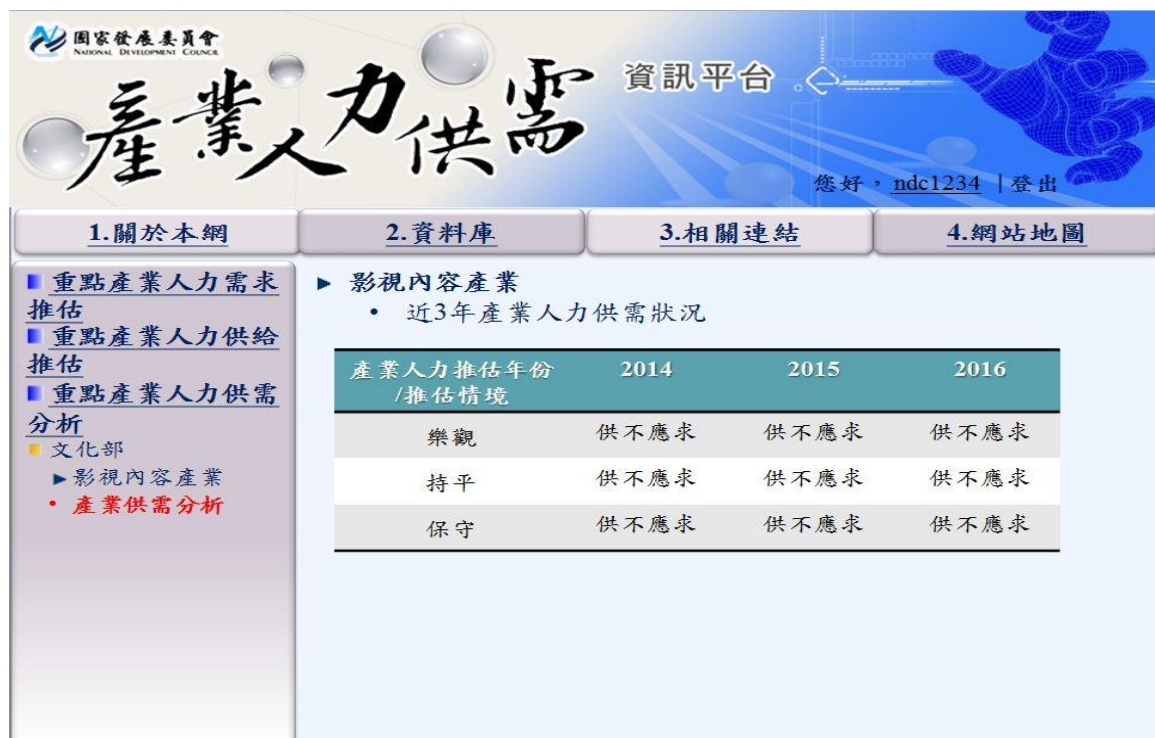 國家發展委員會
NATIONAL DEVELOPMENT COUNCIL
產業人力供需
資訊平台
您好，ndc1234 | 登出
1.關於本網
2.資料庫
3.相關連結
4.網站地圖
重點產業人力需求
推估
重點產業人力供給
推估
重點產業人力供需
分析
文化部
►影視內容產業
• 產業供需分析
► 影視內容產業
• 近3年產業人力供需狀況
產業人力推估年份 2014 2015 2016
/推估情境
樂觀 供不應求 供不應求 供不應求
持平 供不應求 供不應求 供不應求
保守 供不應求 供不應求 供不應求